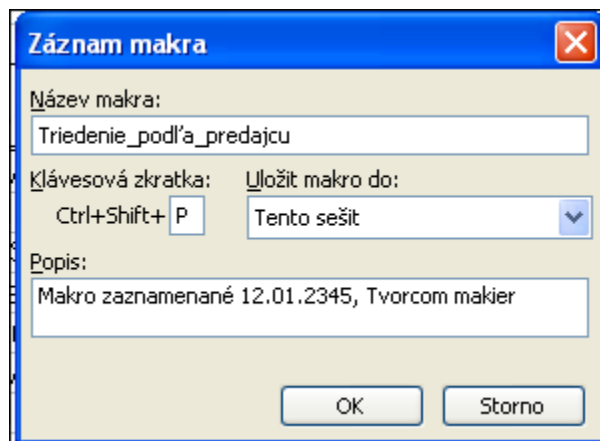 Záznam makra
Název makra:
Triedenie_podľa_predajcu
Klávesová zkratka: Uložit makro do:
Ctrl+Shift+ P Tento sešit
Popis:
Makro zaznamenané 12.01.2345, Tvorcom makier
OK Storno